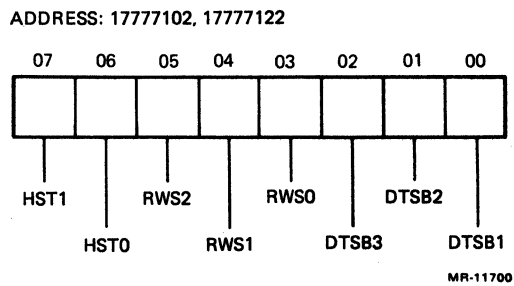 ADDRESS: 17777102, 17777122
07 06 05 04 03 02 01 00
HST1 RWS2 RWS0 DTSB2
HST0 RWS1 DTSB3 DTSB1
MR-11700